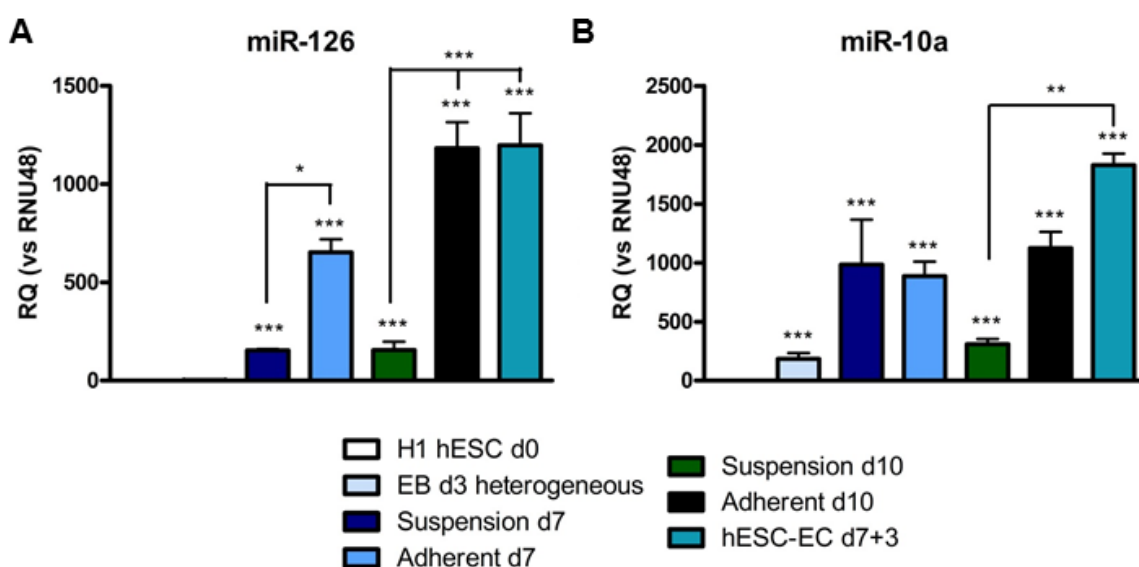 A
miR-126
RQ (vs RNU48)
1500
1000
500
0
***
*
***
***
***
***
***
B
miR-10a
RQ (vs RNU48)
2500
2000
1500
1000
500
0
***
***
***
***
***
**
***
H1 hESC d0
EB d3 heterogeneous
Suspension d7
Adherent d7
Suspension d10
Adherent d10
hESC-EC d7+3